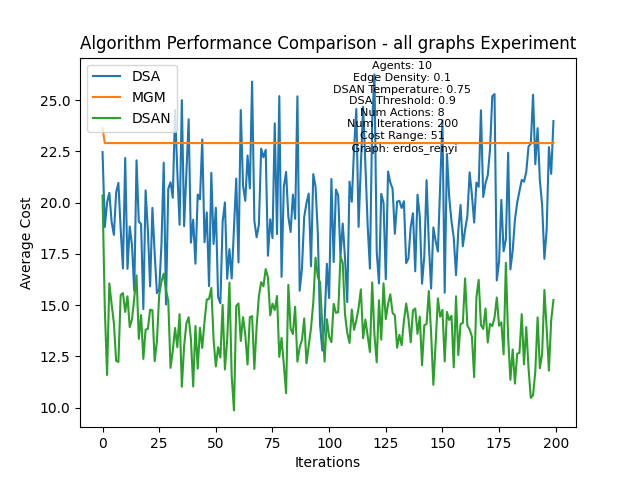 Algorithm Performance Comparison - all graphs Experiment
DSA
MGM
DSAN
Agents: 10
Edge Density: 0.1
DSAN Temperature: 0.75
DSA Threshold: 0.9
Num Actions: 8
Num Iterations: 200
Cost Range: 51
Graph: erdos_renyi
Average Cost
25.0
22.5
20.0
17.5
15.0
12.5
10.0
0 25 50 75 100 125 150 175 200
Iterations